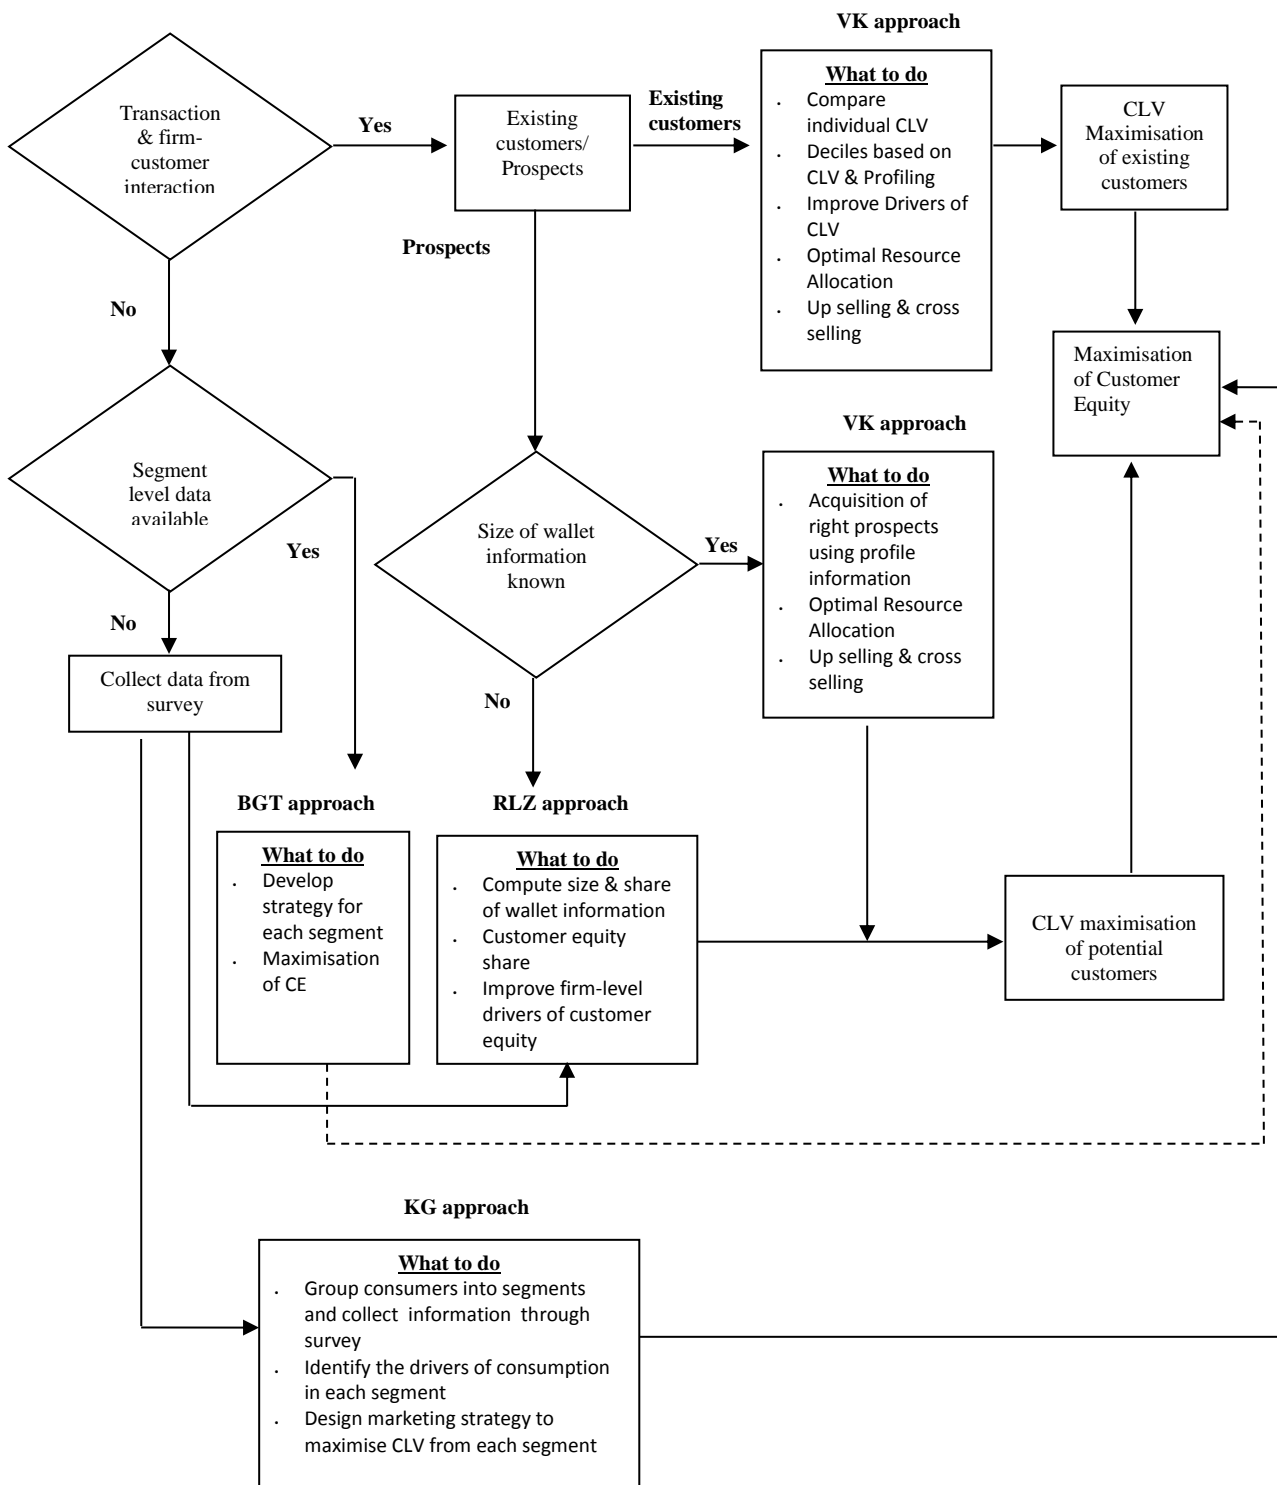 VK approach
Transaction
& firm-
customer
interaction
Yes
Existing
customers/
Prospects
Existing
customers
What to do
. Compare
individual CLV
. Deciles based on
CLV & Profiling
. Improve Drivers of
CLV
. Optimal Resource
Allocation
. Up selling & cross
selling
CLV
Maximisation
of existing
customers
Prospects
No
Maximisation
of Customer
Equity
VK approach
Segment
level data
available
Yes
Size of wallet
information
known
Yes
What to do
. Acquisition of
right prospects
using profile
information
. Optimal Resource
Allocation
. Up selling & cross
selling
No
Collect data from
survey
No
BGT approach
What to do
. Develop
strategy for
each segment
. Maximisation
of CE
RLZ approach
What to do
. Compute size & share
of wallet information
. Customer equity
share
. Improve firm-level
drivers of customer
equity
CLV maximisation
of potential
customers
KG approach
What to do
. Group consumers into segments
and collect information through
survey
. Identify the drivers of consumption
in each segment
. Design marketing strategy to
maximise CLV from each segment